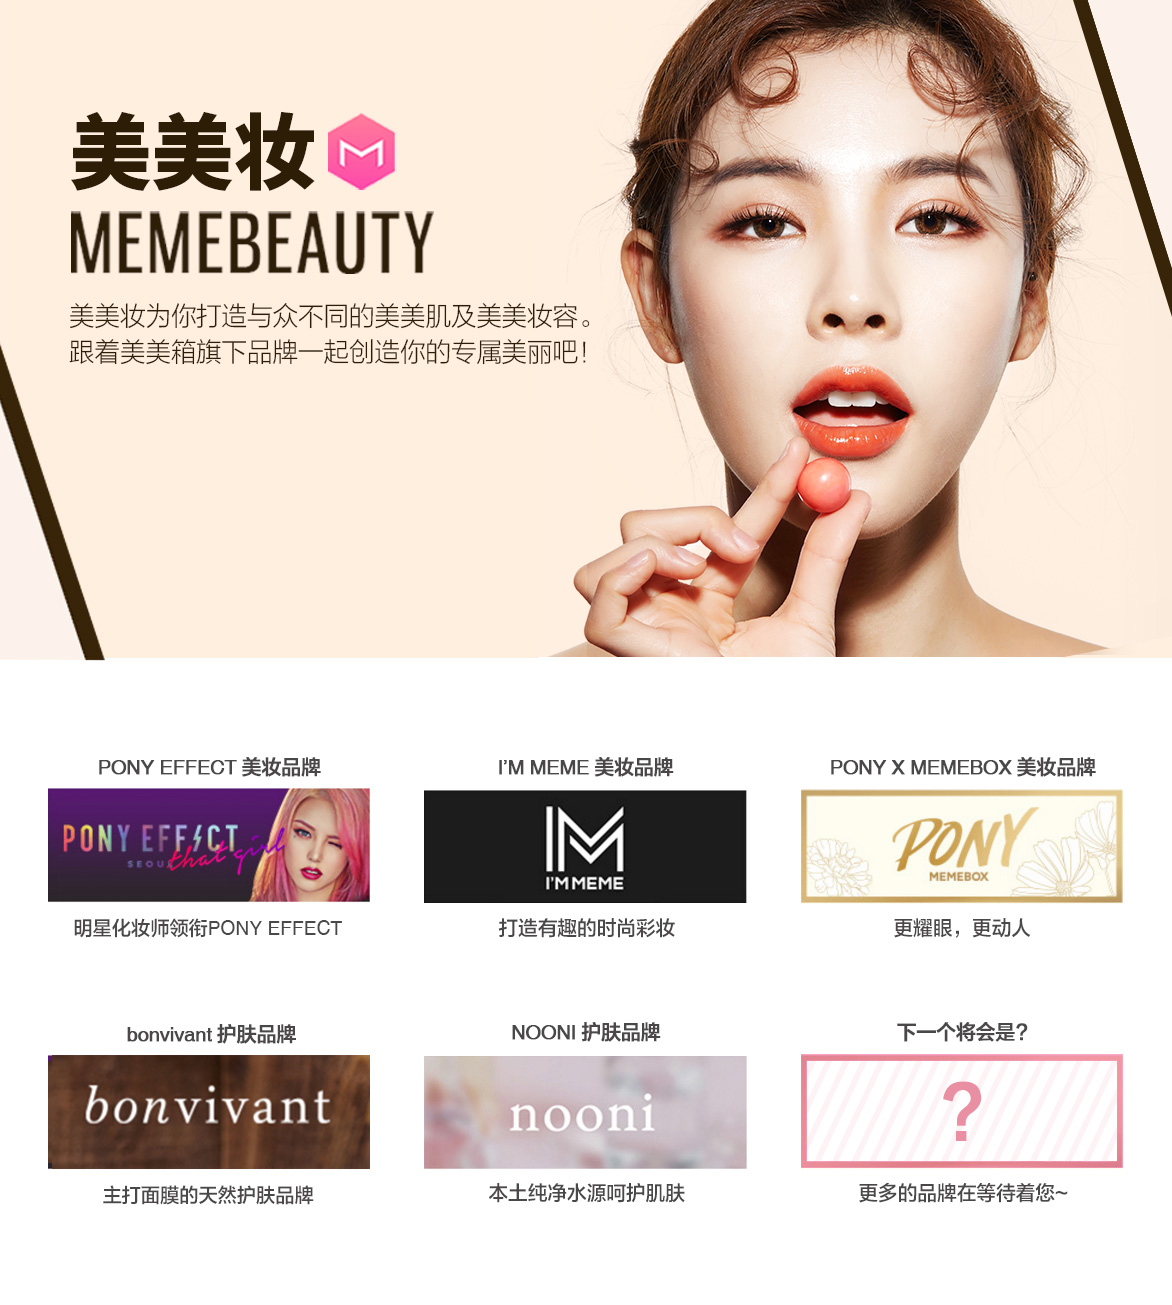 美美妆
MEMEBEAUTY
美美妆为你打造与众不同的美美肌及美美妆容。
跟着美美箱旗下品牌一起创造你的专属美丽吧!
PONY EFFECT 美妆品牌
I'M MEME 美妆品牌
PONY X MEMEBOX 美妆品牌
PONY EFFECT
SEOUL
that girl
I'M MEME
PONY
MEMEBOX
明星化妆师领衔PONY EFFECT
打造有趣的时尚彩妆
更耀眼，更动人
bonvivant 护肤品牌
NOONI 护肤品牌
下一个将会是?
bonvivant
nooni
?
主打面膜的天然护肤品牌
本土纯净水源呵护肌肤
更多的品牌在等待着您~